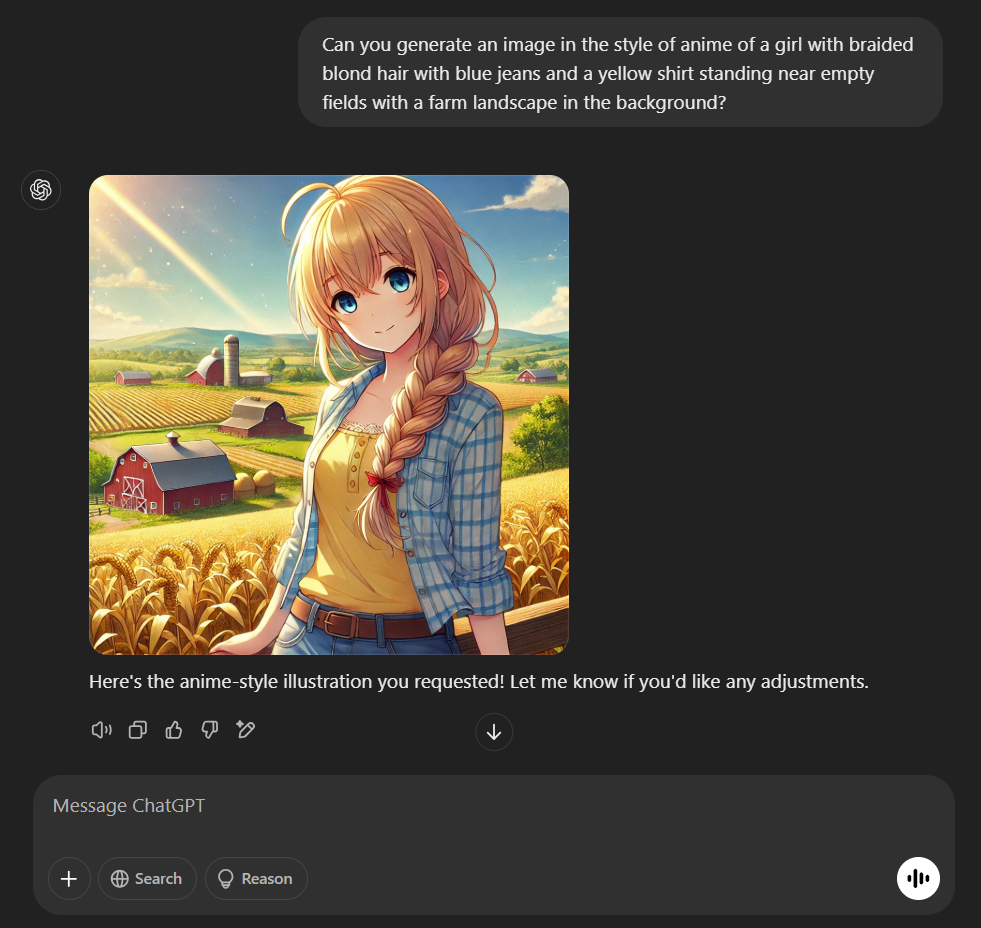 Can you generate an image in the style of anime of a girl with braided
blond hair with blue jeans and a yellow shirt standing near empty
fields with a farm landscape in the background?
Here's the anime-style illustration you requested! Let me know if you'd like any adjustments.
Message ChatGPT
Search
Reason